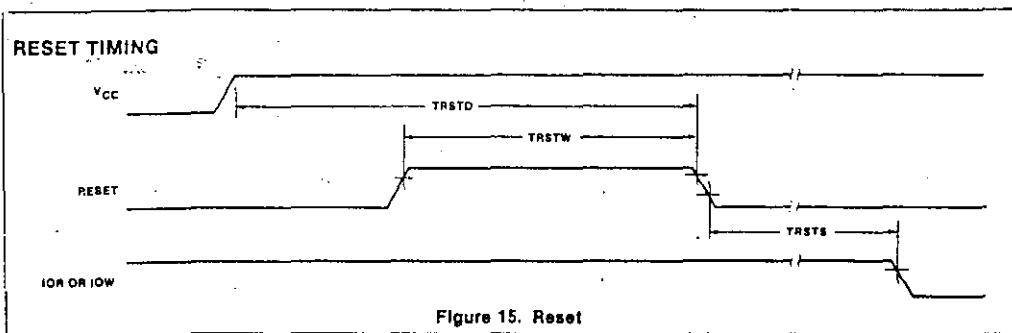 RESET TIMING
VCC
TRSTD
TRSTW
RESET
TRSTS
IOR OR IOW
Figure 15. Reset